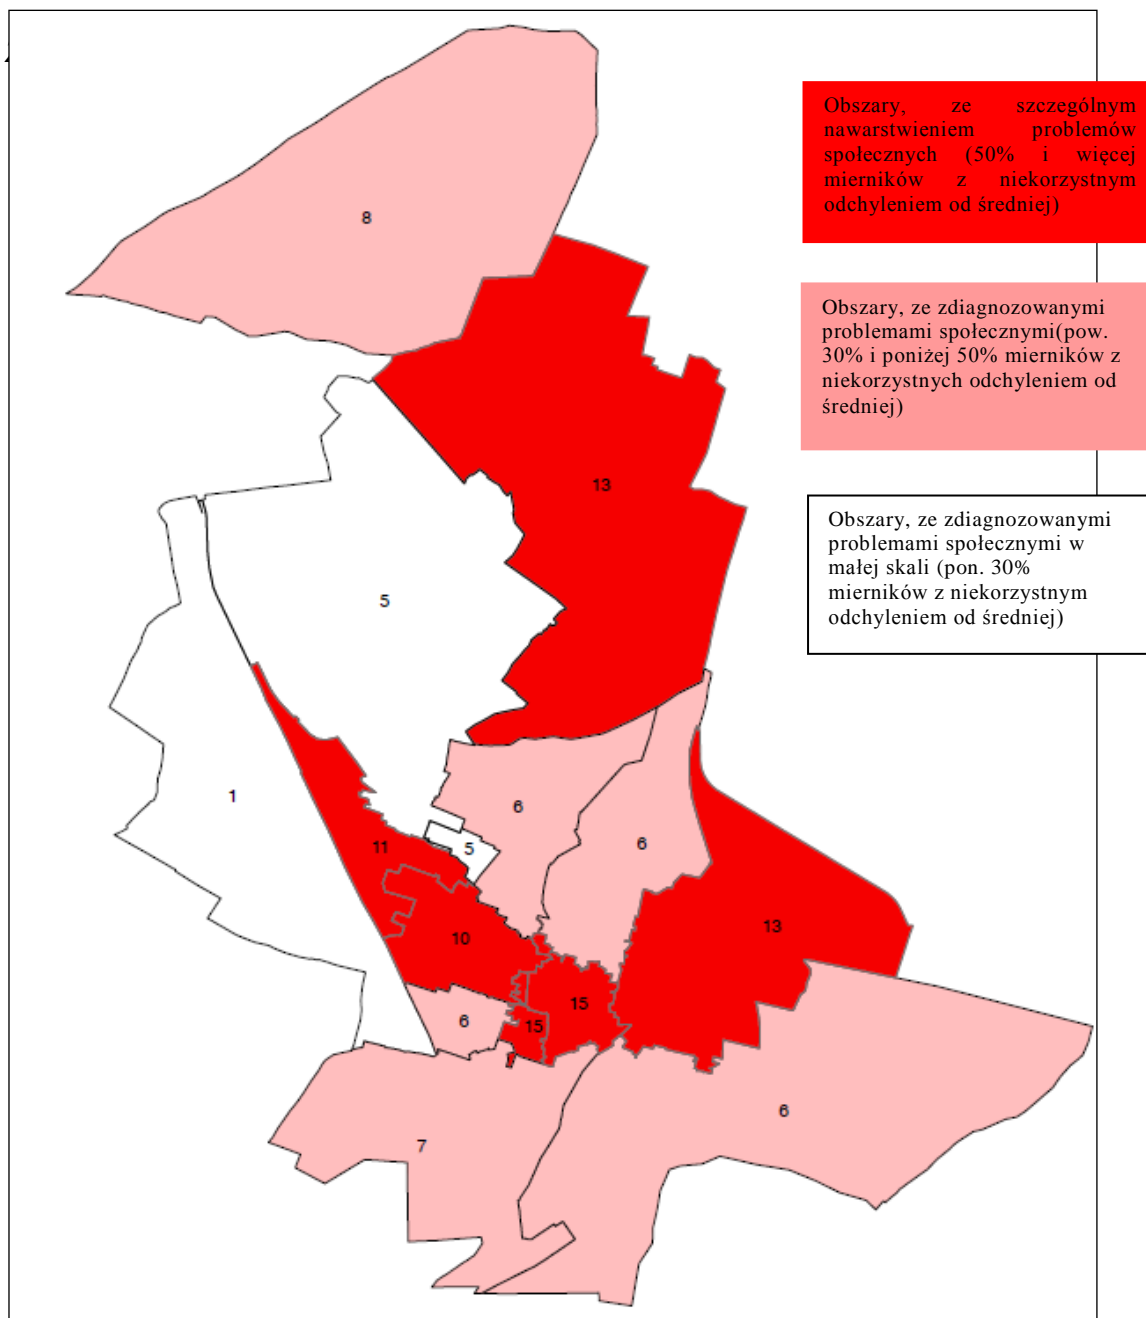 Obszary, ze szczególnym
nawarstwieniem problemów
społecznych (50% i więcej
mierników z niekorzystnym
odchyleniem od średniej)
8
Obszary, ze zdiagnozowanymi
problemami społecznymi(pow.
30% i poniżej 50% mierników z
niekorzystnych odchyleniem od
średniej)
13
Obszary, ze zdiagnozowanymi
problemami społecznymi w
małej skali (pon. 30%
mierników z niekorzystnym
odchyleniem od średniej)
5
1
6
6
11
5
13
10
15
6
15
6
7